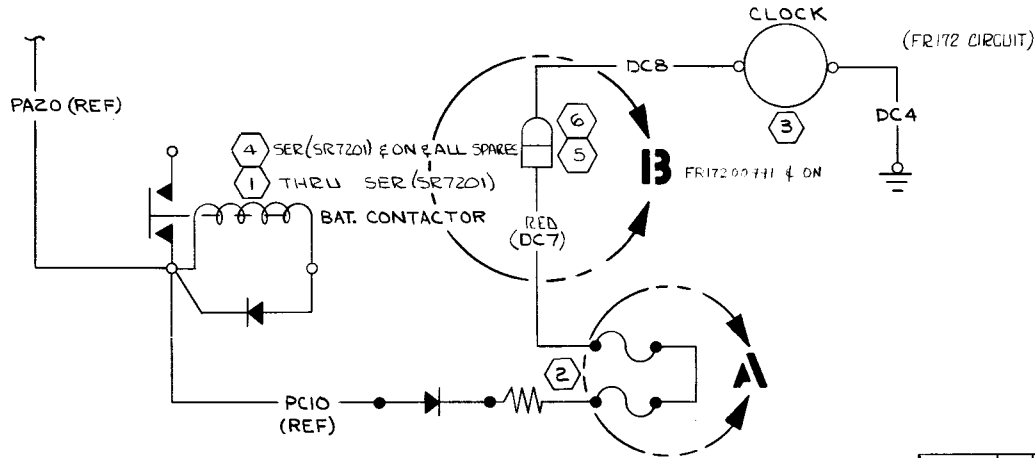 CLOCK
(FR172 CIRCUIT)
DC8
PA20 (REF)
DC4
6
3
4 SER (SR7201) & ON & ALL SPARES
5
B FR17200771 & ON
1 THRU SER (SR7201)
BAT. CONTACTOR
RED
(DC7)
2
A
PC10
(REF)